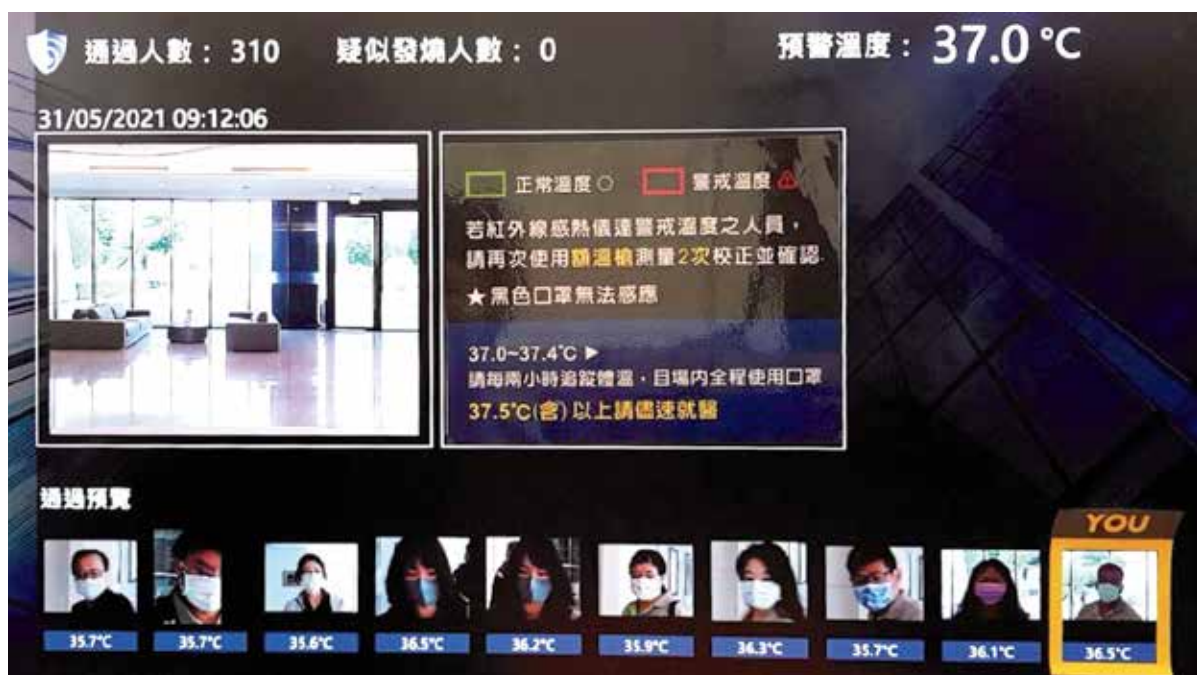 通過人數： 310 疑似發燒人數： 0 預警溫度： 37.0 °C
31/05/2021 09:12:06
正常溫度○ 警戒溫度
若紅外線感熱儀達警戒溫度之人員，
請再次使用額溫槍測量2次校正並確認.
★黑色口罩無法感應
37.0~37.4°C ▶
請每兩小時追蹤體溫，且場內全程使用口罩
37.5°C(含)以上請儘速就醫
通過預覽
YOU
35.7°C 35.7°C 35.6°C 36.5°C 36.2°C 35.9°C 36.3°C 35.7°C 36.1°C 36.5°C